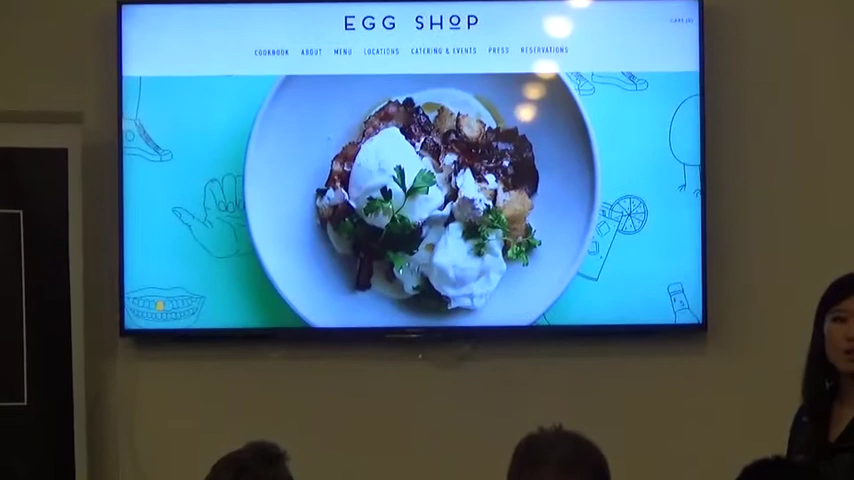 EGG SHOP
COOKBOOK ABOUT MENU LOCATIONS CATERING & EVENTS PRESS RESERVATIONS